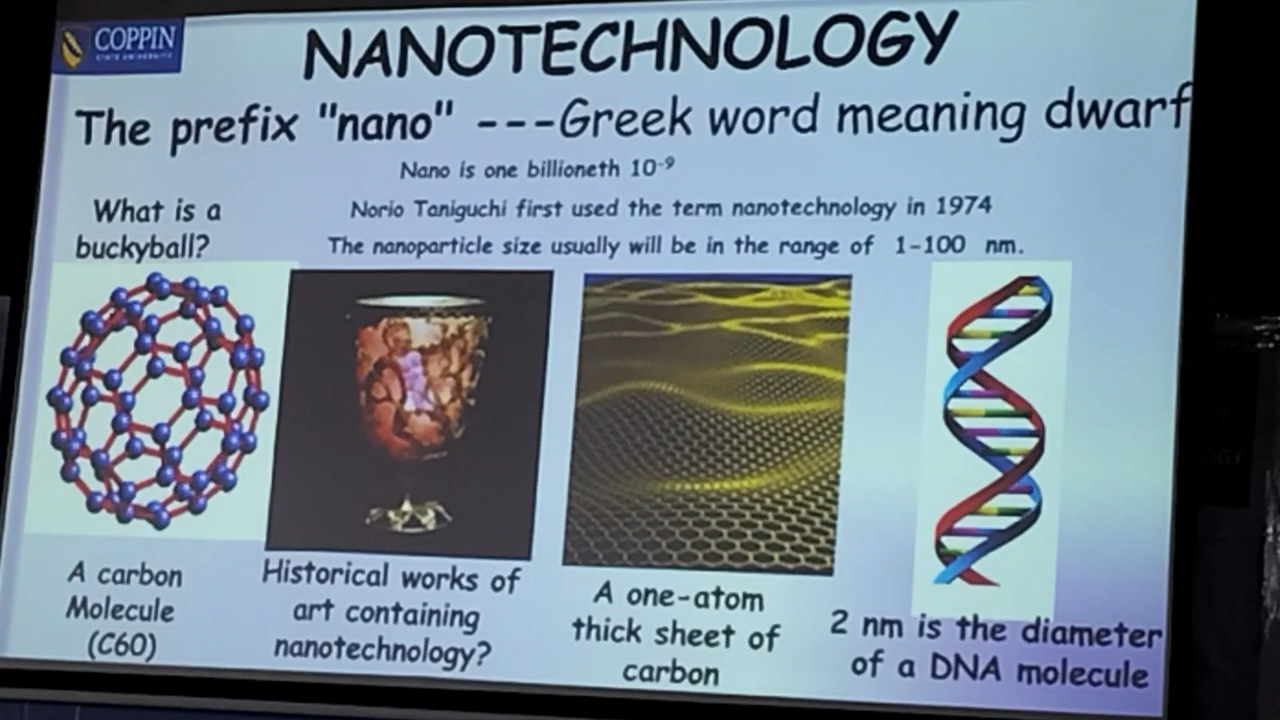 COPPIN
STATE UNIVERSITY
NANOTECHNOLOGY
The prefix "nano" ---Greek word meaning dwarf
Nano is one billioneth 10⁻⁹
What is a
buckyball?
Norio Taniguchi first used the term nanotechnology in 1974
The nanoparticle size usually will be in the range of 1-100 nm.
A carbon
Molecule
(C60)
Historical works of
art containing
nanotechnology?
A one-atom
thick sheet of
carbon
2 nm is the diameter
of a DNA molecule